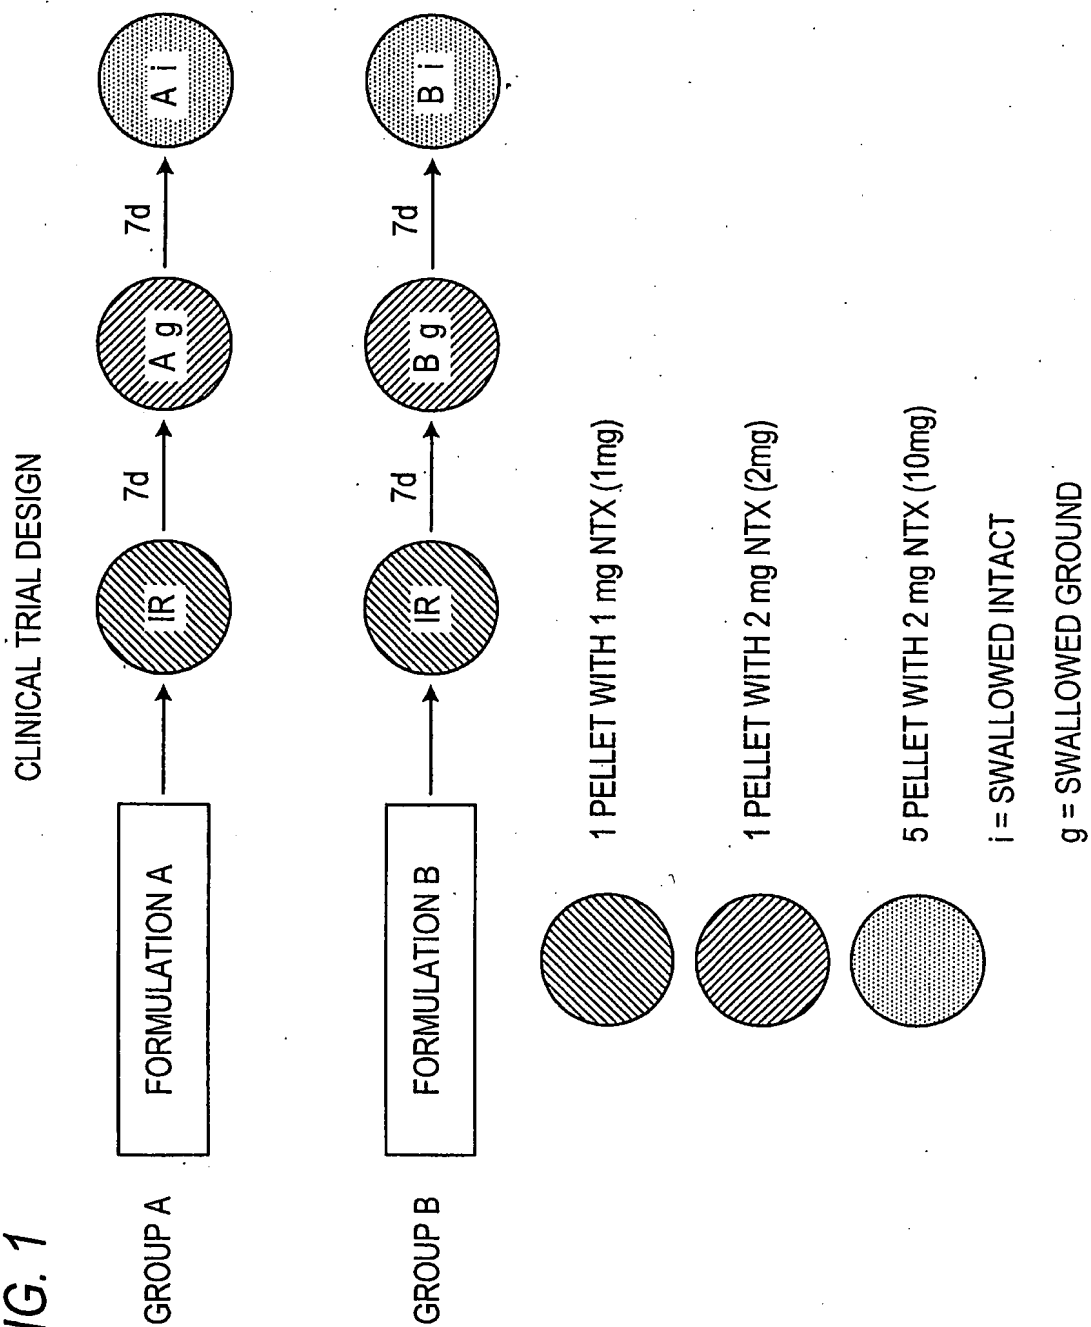 IG. 1
CLINICAL TRIAL DESIGN
GROUP A
FORMULATION A
IR
7d
A g
7d
A i
GROUP B
FORMULATION B
IR
7d
B g
7d
B i
1 PELLET WITH 1 mg NTX (1mg)
1 PELLET WITH 2 mg NTX (2mg)
5 PELLET WITH 2 mg NTX (10mg)
i = SWALLOWED INTACT
g = SWALLOWED GROUND